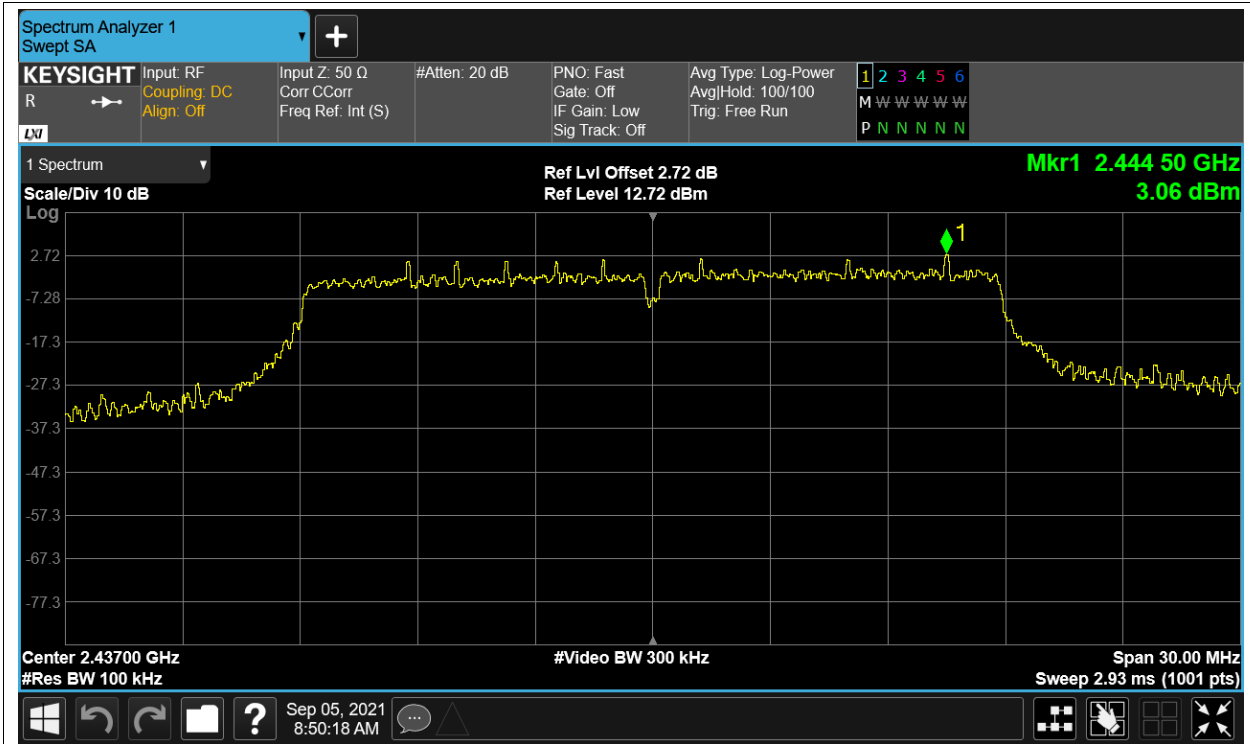 Spectrum Analyzer 1
Swept SA
KEYSIGHT
R
LXI
Input: RF
Coupling: DC
Align: Off
Input Z: 50 Ω
Corr CCorr
Freq Ref: Int (S)
#Atten: 20 dB
PNO: Fast
Gate: Off
IF Gain: Low
Sig Track: Off
Avg Type: Log-Power
Avg|Hold: 100/100
Trig: Free Run
1 2 3 4 5 6
M W W W W W
P N N N N N
1 Spectrum
Scale/Div 10 dB
Log
Ref Lvl Offset 2.72 dB
Ref Level 12.72 dBm
Mkr1 2.444 50 GHz
3.06 dBm
1
2.72
-7.28
-17.3
-27.3
-37.3
-47.3
-57.3
-67.3
-77.3
Center 2.43700 GHz
#Res BW 100 kHz
#Video BW 300 kHz
Span 30.00 MHz
Sweep 2.93 ms (1001 pts)
?
Sep 05, 2021
8:50:18 AM